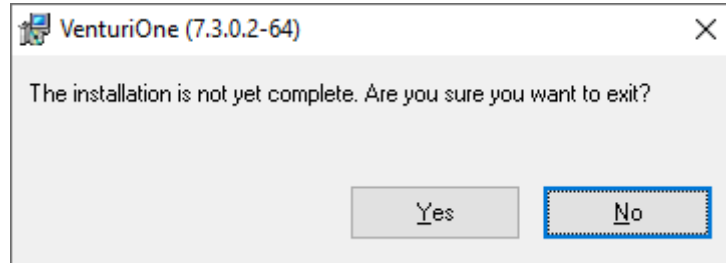 VenturiOne (7.3.0.2-64)
The installation is not yet complete. Are you sure you want to exit?
Yes
No